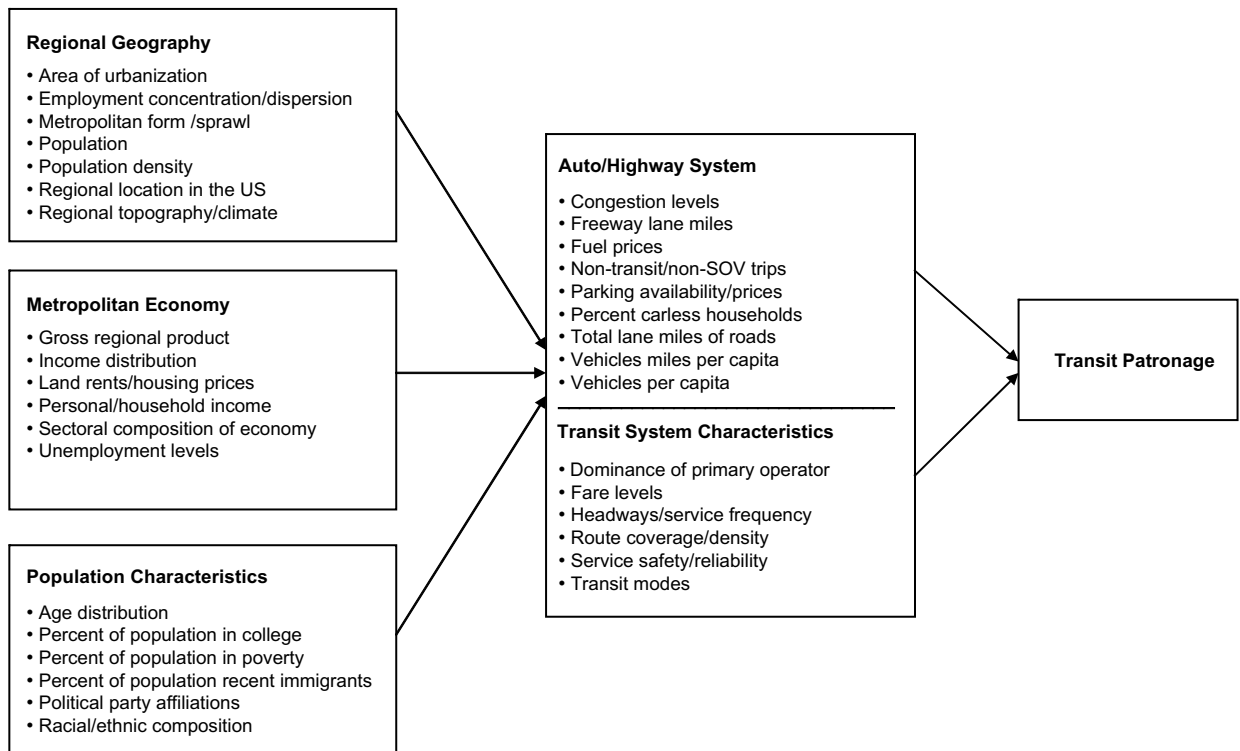 Regional Geography
• Area of urbanization
• Employment concentration/dispersion
• Metropolitan form /sprawl
• Population
• Population density
• Regional location in the US
• Regional topography/climate
Metropolitan Economy
• Gross regional product
• Income distribution
• Land rents/housing prices
• Personal/household income
• Sectoral composition of economy
• Unemployment levels
Population Characteristics
• Age distribution
• Percent of population in college
• Percent of population in poverty
• Percent of population recent immigrants
• Political party affiliations
• Racial/ethnic composition
Auto/Highway System
• Congestion levels
• Freeway lane miles
• Fuel prices
• Non-transit/non-SOV trips
• Parking availability/prices
• Percent carless households
• Total lane miles of roads
• Vehicles miles per capita
• Vehicles per capita
Transit System Characteristics
• Dominance of primary operator
• Fare levels
• Headways/service frequency
• Route coverage/density
• Service safety/reliability
• Transit modes
Transit Patronage